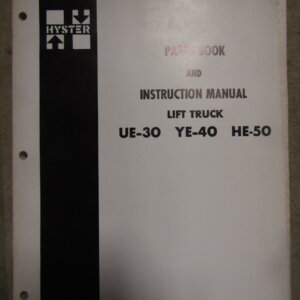 HYSTER
PARTS BOOK
AND
INSTRUCTION MANUAL
LIFT TRUCK
UE-30 YE-40 HE-50